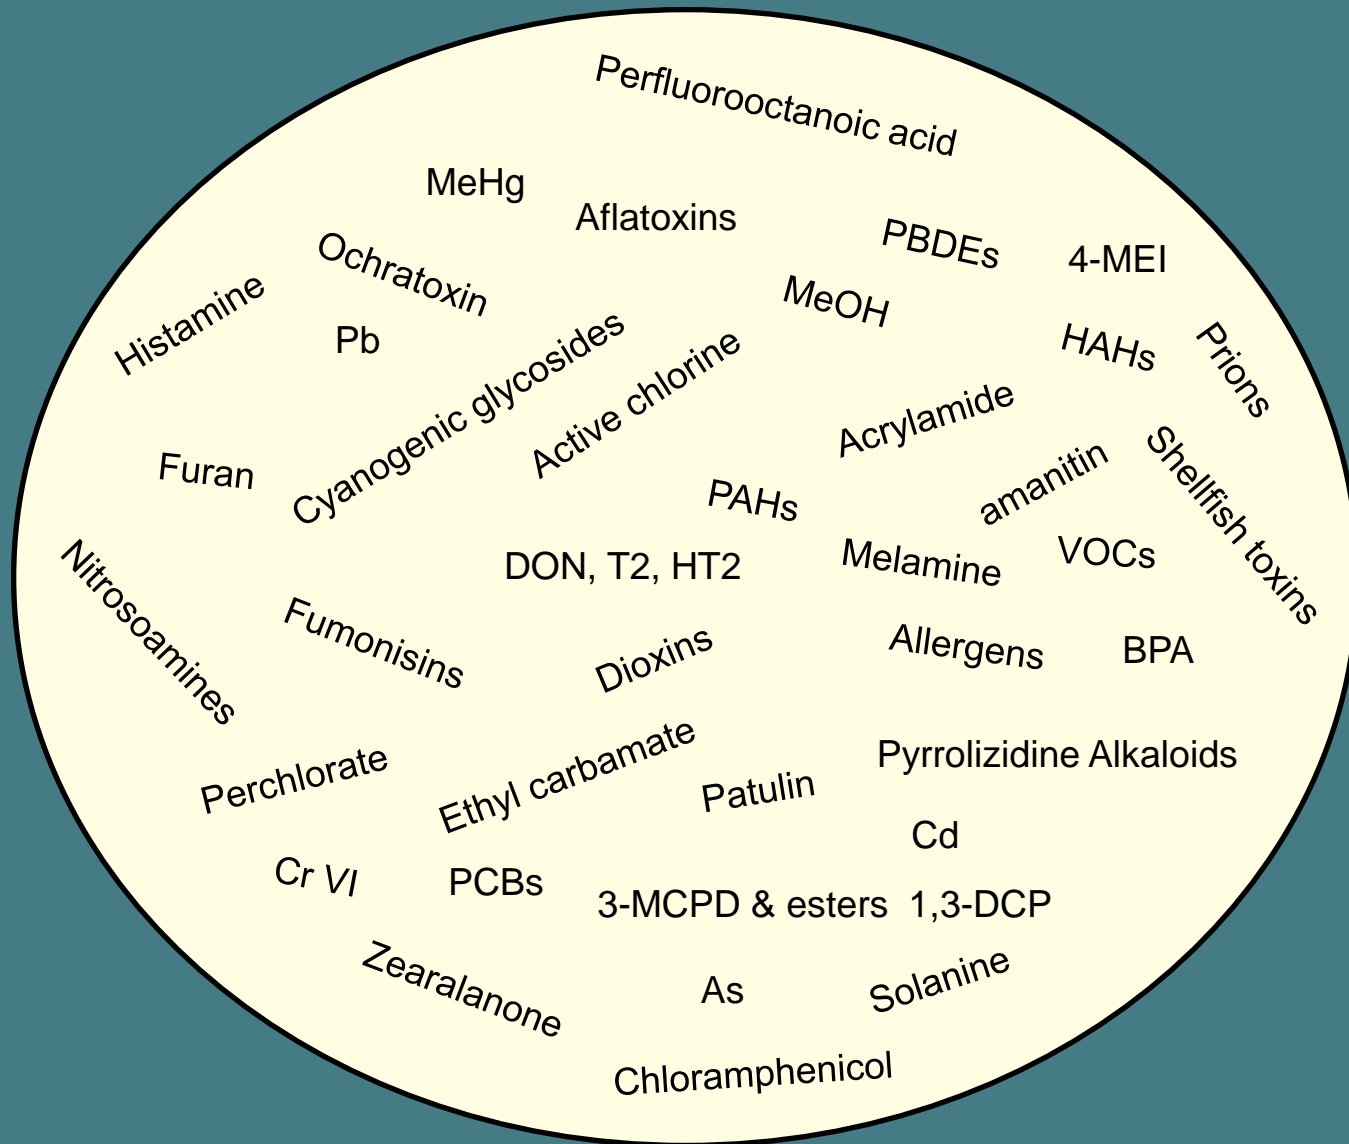 Perfluorooctanoic acid
MeHg
Aflatoxins
PBDEs
4-MEI
Ochratoxin
Histamine
MeOH
Pb
HAHs
Prions
Cyanogenic glycosides
Active chlorine
Acrylamide
Furan
PAHs
amanitin
Shellfish toxins
DON, T2, HT2
Melamine
VOCs
Nitrosoamines
Fumonisins
Dioxins
Allergens
BPA
Perchlorate
Ethyl carbamate
Patulin
Pyrrolizidine Alkaloids
Cd
Cr VI
PCBs
3-MCPD & esters
1,3-DCP
Zearalanone
As
Solanine
Chloramphenicol